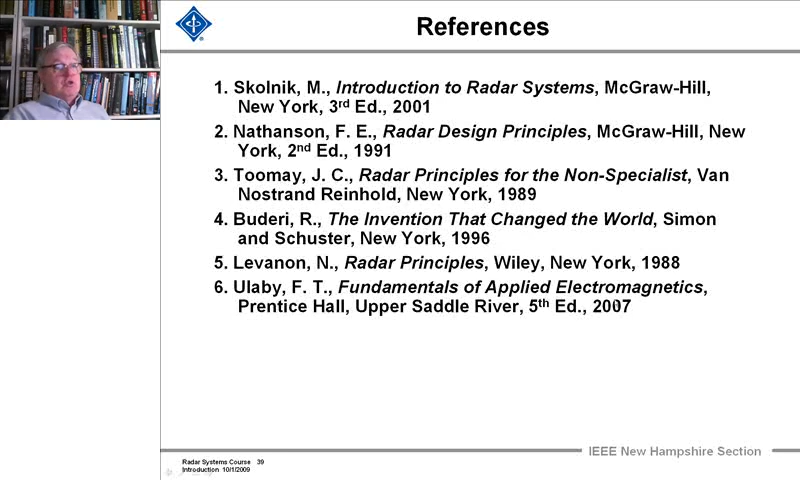 References
1. Skolnik, M., Introduction to Radar Systems, McGraw-Hill,
New York, 3rd Ed., 2001
2. Nathanson, F. E., Radar Design Principles, McGraw-Hill, New
York, 2nd Ed., 1991
3. Toomay, J. C., Radar Principles for the Non-Specialist, Van
Nostrand Reinhold, New York, 1989
4. Buderi, R., The Invention That Changed the World, Simon
and Schuster, New York, 1996
5. Levanon, N., Radar Principles, Wiley, New York, 1988
6. Ulaby, F. T., Fundamentals of Applied Electromagnetics,
Prentice Hall, Upper Saddle River, 5th Ed., 2007
IEEE New Hampshire Section
Radar Systems Course 39
Introduction 10/1/2009